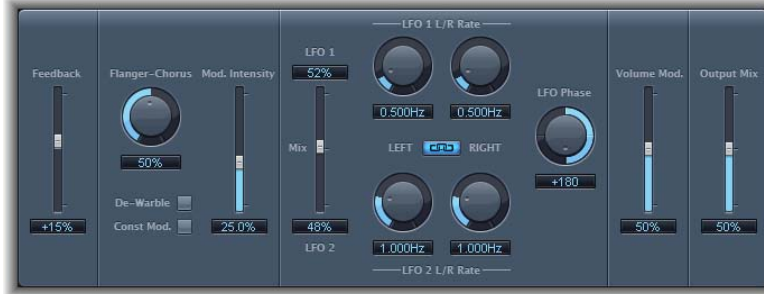 LFO 1 L/R Rate
LFO 1
Feedback
Flanger-Chorus
Mod. Intensity
52%
Volume Mod.
Output Mix
LFO Phase
0.500Hz
0.500Hz
Mix
LEFT
RIGHT
50%
+180
De-Warble
Const Mod.
+15%
25.0%
48%
50%
50%
LFO 2
1.000Hz
1.000Hz
LFO 2 L/R Rate